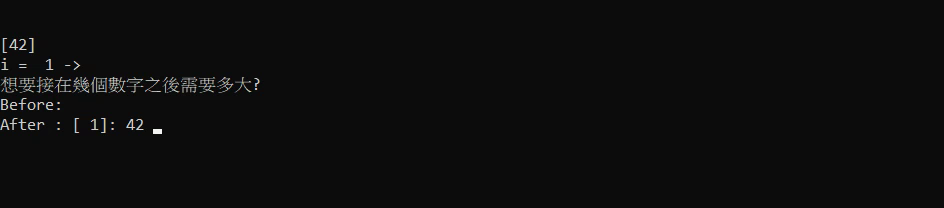 [42]
i =  1 ->
想要接在幾個數字之後需要多大?
Before:
After : [ 1]: 42